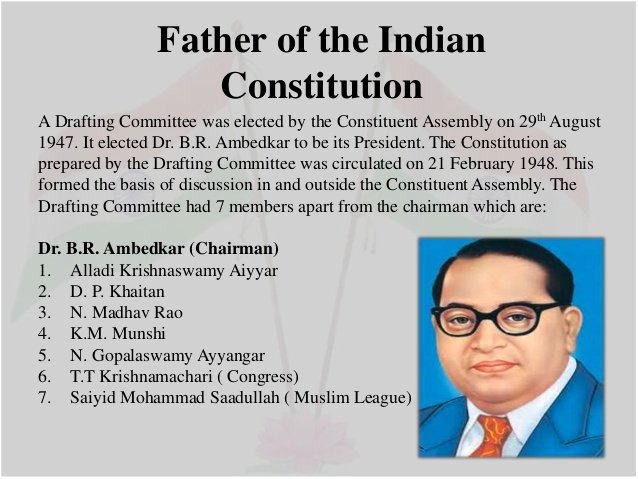 Father of the Indian
Constitution
A Drafting Committee was elected by the Constituent Assembly on 29th August
1947. It elected Dr. B.R. Ambedkar to be its President. The Constitution as
prepared by the Drafting Committee was circulated on 21 February 1948. This
formed the basis of discussion in and outside the Constituent Assembly. The
Drafting Committee had 7 members apart from the chairman which are:
Dr. B.R. Ambedkar (Chairman)
1. Alladi Krishnaswamy Aiyyar
2. D. P. Khaitan
3. N. Madhav Rao
4. K.M. Munshi
5. N. Gopalaswamy Ayyangar
6. T.T Krishnamachari ( Congress)
7. Saiyid Mohammad Saadullah ( Muslim League)